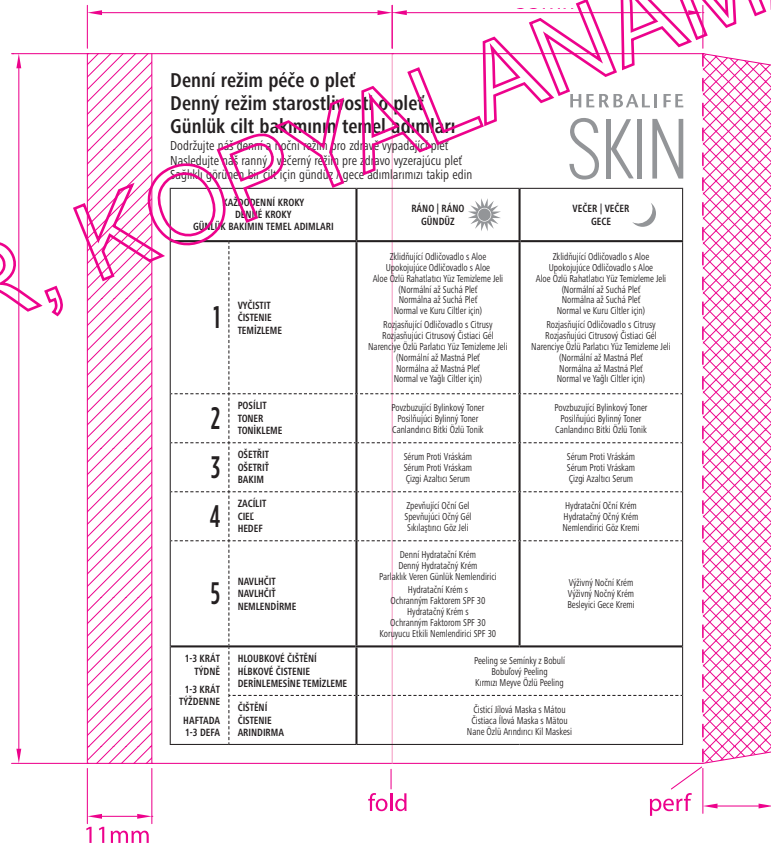 KOPYALANAM
R,
Denní režim péče o pleť
Denný režim starostlivosti o pleť
Günlük cilt bakımının temel adımları
Dodržujte náš denní a noční režim pro zdravě vypadající pleť
Nasledujte náš ranný / večerný režim pre zdravo vyzerajúcu pleť
Sağlıklı görünen bir cilt için gündüz / gece adımlarımızı takip edin
HERBALIFE
SKIN
KAŽDODENNÍ KROKY
DENNÉ KROKY
GÜNLÜK BAKIMIN TEMEL ADIMLARI
RÁNO | RÁNO
GÜNDÜZ
VEČER | VEČER
GECE
1
VYČISTIT
ČISTENIE
TEMİZLEME
Zklidňující Odličovadlo s Aloe
Upokojujúce Odličovadlo s Aloe
Aloe Özlü Rahatlatıcı Yüz Temizleme Jeli
(Normální až Suchá Pleť
Normálna až Suchá Pleť
Normal ve Kuru Ciltler için)
Rozjasňující Odličovadlo s Citrusy
Rozjasňujúci Citrusový Čistiaci Gél
Narenciye Özlü Parlatıcı Yüz Temizleme Jeli
(Normální až Mastná Pleť
Normálna až Mastná Pleť
Normal ve Yağlı Ciltler için)
Zklidňující Odličovadlo s Aloe
Upokojujúce Odličovadlo s Aloe
Aloe Özlü Rahatlatıcı Yüz Temizleme Jeli
(Normální až Suchá Pleť
Normálna až Suchá Pleť
Normal ve Kuru Ciltler için)
Rozjasňující Odličovadlo s Citrusy
Rozjasňujúci Citrusový Čistiaci Gél
Narenciye Özlü Parlatıcı Yüz Temizleme Jeli
(Normální až Mastná Pleť
Normálna až Mastná Pleť
Normal ve Yağlı Ciltler için)
2
POSÍLIT
TONER
TONİKLEME
Povzbuzující Bylinkový Toner
Posilňujúci Bylinný Toner
Canlandırıcı Bitki Özlü Tonik
Povzbuzující Bylinkový Toner
Posilňujúci Bylinný Toner
Canlandırıcı Bitki Özlü Tonik
3
OŠETŘIT
OŠETRIŤ
BAKIM
Sérum Proti Vráskám
Sérum Proti Vráskam
Çizgi Azaltıcı Serum
Sérum Proti Vráskám
Sérum Proti Vráskam
Çizgi Azaltıcı Serum
4
ZACÍLIT
CIEĽ
HEDEF
Zpevňující Oční Gel
Spevňujúci Očný Gél
Sıkılaştırıcı Göz Jeli
Hydratační Oční Krém
Hydratačný Očný Krém
Nemlendirici Göz Kremi
5
NAVLHČIT
NAVLHČIŤ
NEMLENDİRME
Denní Hydratační Krém
Denný Hydratačný Krém
Parlaklık Veren Günlük Nemlendirici
Hydratační Krém s
Ochranným Faktorem SPF 30
Hydratačný Krém s
Ochranným Faktorom SPF 30
Koruyucu Etkili Nemlendirici SPF 30
Výživný Noční Krém
Výživný Nočný Krém
Besleyici Gece Kremi
1-3 KRÁT
TÝDNĚ
1-3 KRÁT
TÝŽDENNE
HAFTADA
1-3 DEFA
HLOUBKOVÉ ČIŠTĚNÍ
HĹBKOVÉ ČISTENIE
DERİNLEMESİNE TEMİZLEME
Peeling se Semínky z Bobulí
Bobuľový Peeling
Kırmızı Meyve Özlü Peeling
ČIŠTĚNÍ
ČISTENIE
ARINDIRMA
Čisticí Jílová Maska s Mátou
Čistiaca Ílová Maska s Mätou
Nane Özlü Arındırıcı Kil Maskesi
fold
perf
11mm